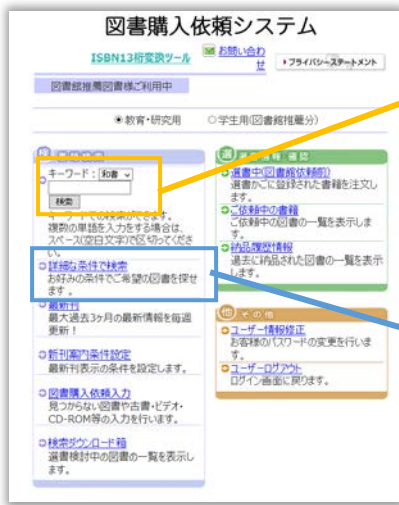 図書購入依頼システム
ISBN13桁変換ツール
お問い合わ
せ
プライバシーステートメント
図書館推薦図書様ご利用中
教育・研究用
学生用(図書館推薦分)
キーワード：和書
検索
キーワードでの検索ができます。
複数の単語を入力する場合は、
スペース(空白文字)で区切ってくださ
い。
詳細な条件で検索
お好みの条件でご希望の図書を探せ
ます。
最新刊
最大過去3ヶ月の最新情報を毎週
更新！
新刊案内条件設定
最新刊表示の条件を設定します。
図書購入依頼入力
見つからない図書や古書・ビデオ・
CD-ROM等の入力を行います。
検索ダウンロード箱
選書検討中の図書の一覧を表示し
ます。
選
選書中(図書館依頼前)
選書かごに登録された書籍を注文し
ます。
ご依頼中の書籍
ご依頼中の図書の一覧を表示しま
す。
納品履歴情報
過去に納品された図書の一覧を表示
します。
他 その他
ユーザー情報修正
お客様のパスワードの変更を行いま
す。
ユーザーログアウト
ログイン画面に戻ります。